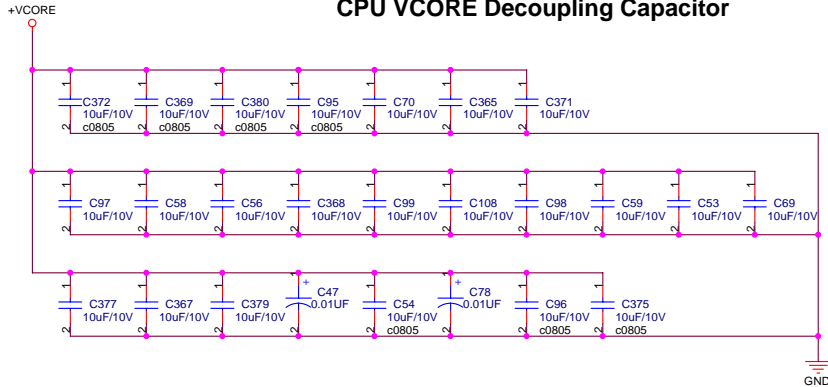 CPU VCORE Decoupling Capacitor
+VCORE
1 1 1 1 1 1 1
C372 C369 C380 C95 C70 C365 C371
10uF/10V 10uF/10V 10uF/10V 10uF/10V 10uF/10V 10uF/10V 10uF/10V
2 c0805 2 c0805 2 c0805 2 c0805 2 2 2
1 1 1 1 1 1 1 1 1 1
C97 C58 C56 C368 C99 C108 C98 C59 C53 C69
10uF/10V 10uF/10V 10uF/10V 10uF/10V 10uF/10V 10uF/10V 10uF/10V 10uF/10V 10uF/10V 10uF/10V
2 2 2 2 2 2 2 2 2 2
1 1 1 1 + 1 1 + 1 1
C377 C367 C379 C47 C54 C78 C96 C375
10uF/10V 10uF/10V 10uF/10V 0.01UF 10uF/10V 0.01UF 10uF/10V 10uF/10V
2 2 2 2 2 c0805 2 2 c0805 2 c0805
GND